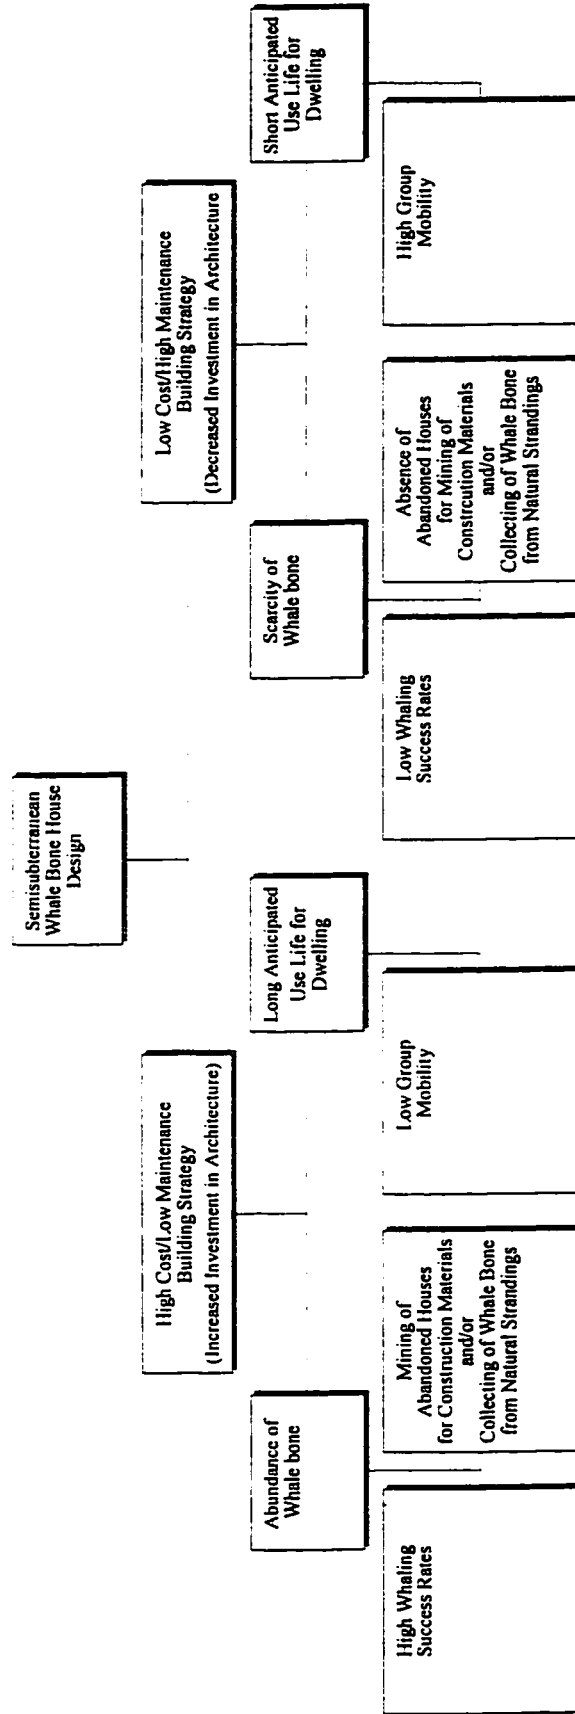 Semisubterranean
Whale Bone House
Design
High Cost/Low Maintenance
Building Strategy
(Increased Investment in Architecture)
Low Cost/High Maintenance
Building Strategy
(Decreased Investment in Architecture)
Abundance of
Whale bone
Long Anticipated
Use Life for
Dwelling
Scarcity of
Whale bone
Short Anticipated
Use Life for
Dwelling
High Whaling
Success Rates
Mining of
Abandoned Houses
for Construction Materials
and/or
Collecting of Whale Bone
from Natural Strandings
Low Group
Mobility
Low Whaling
Success Rates
Absence of
Abandoned Houses
for Mining of
Constrcution Materials
and/or
Collecting of Whale Bone
from Natural Strandings
High Group
Mobility